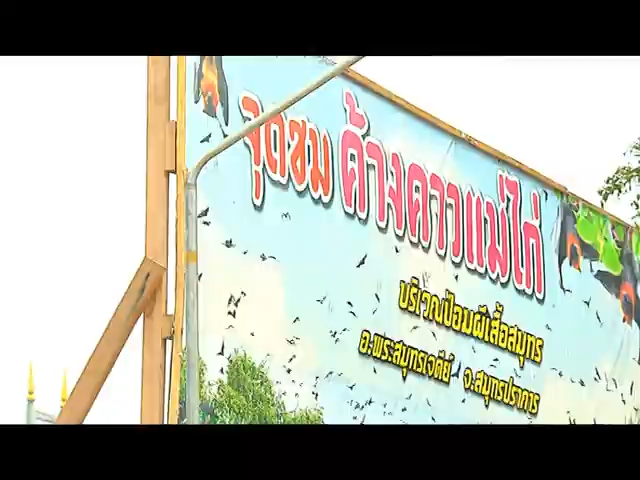 จุดชม ค้างคาวแม่ไก่
บริเวณป้อมผีเสื้อสมุทร
อ.พระสมุทรเจดีย์ จ.สมุทรปราการ